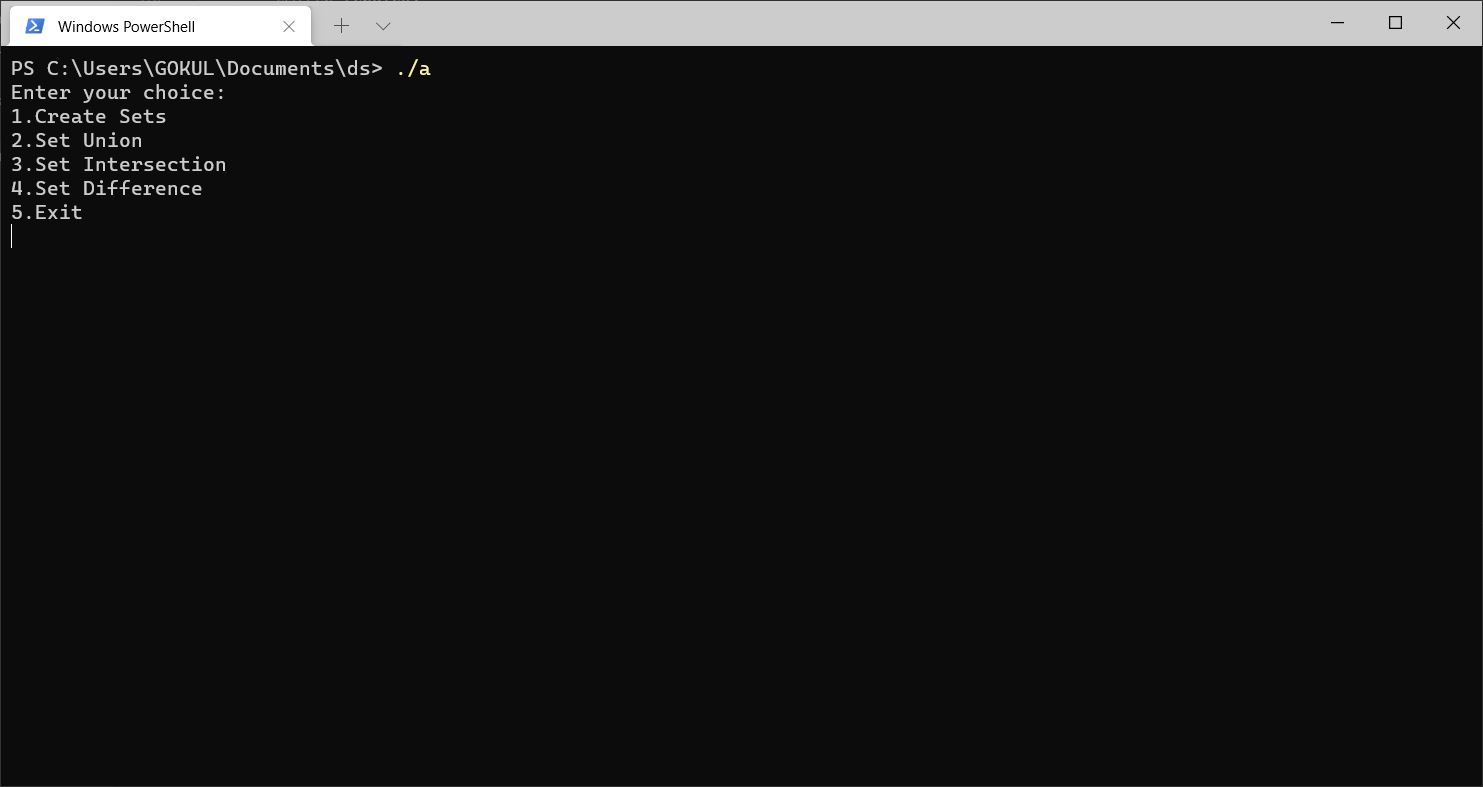 Windows PowerShell
PS C:\Users\GOKUL\Documents\ds> ./a
Enter your choice:
1.Create Sets
2.Set Union
3.Set Intersection
4.Set Difference
5.Exit